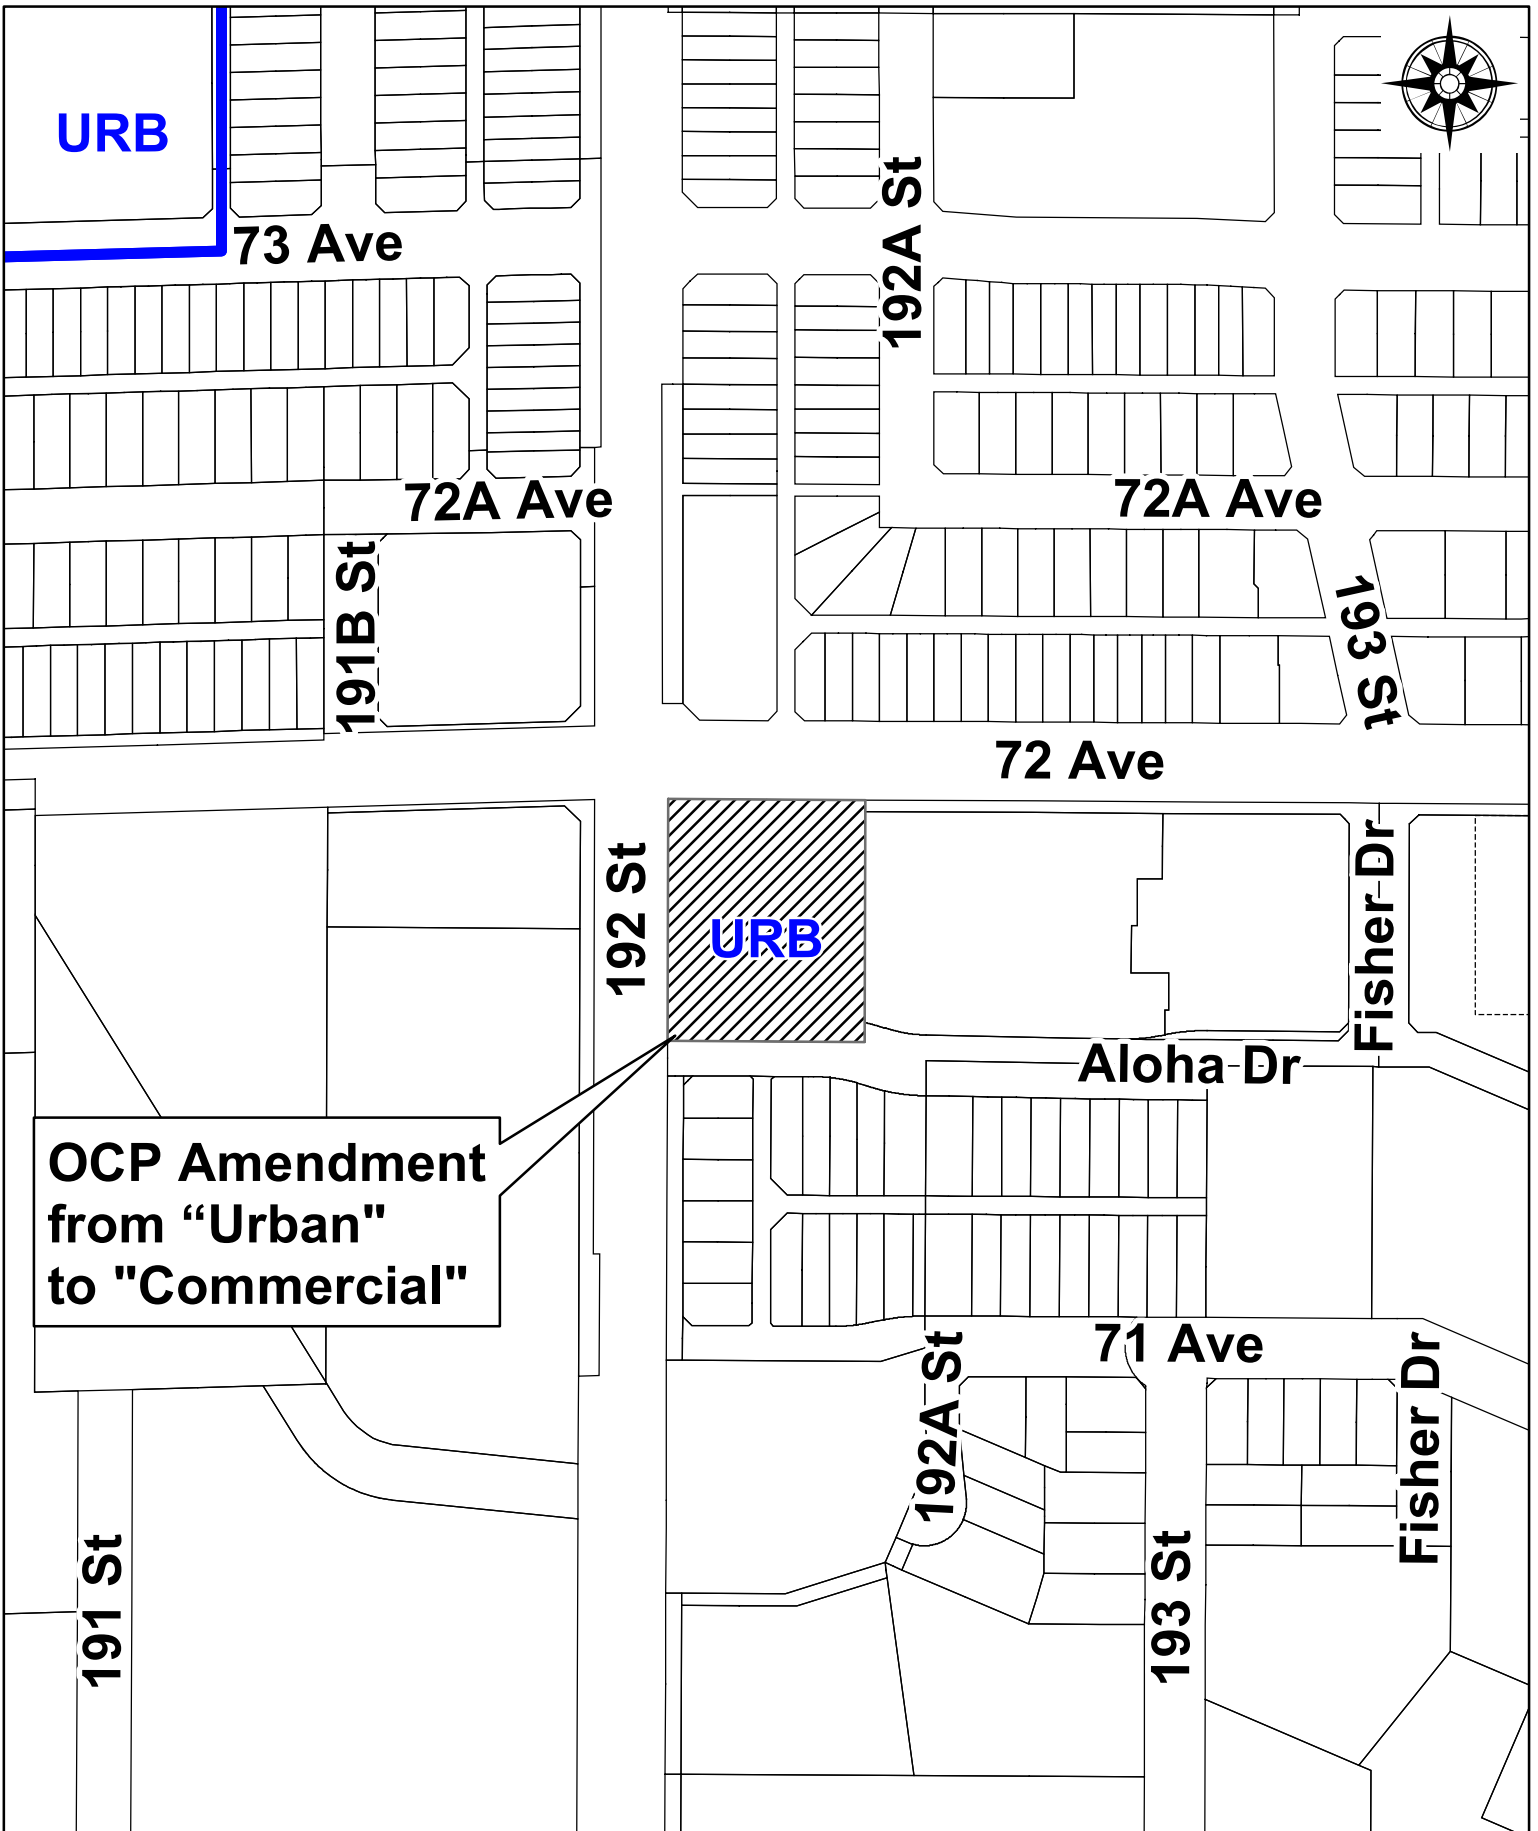 URB
73 Ave
192A St
72A Ave
72A Ave
191B St
193 St
72 Ave
192 St
URB
Fisher Dr
Aloha Dr
OCP Amendment
from “Urban"
to "Commercial"
71 Ave
192A St
Fisher Dr
191 St
193 St